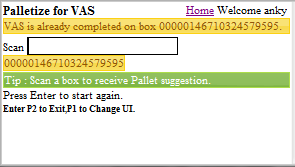 Palletize for VAS Home Welcome anky
VAS is already completed on box 00000146710324579595.
Scan
00000146710324579595
Tip : Scan a box to receive Pallet suggestion.
Press Enter to start again.
Enter P2 to Exit,P1 to Change UI.